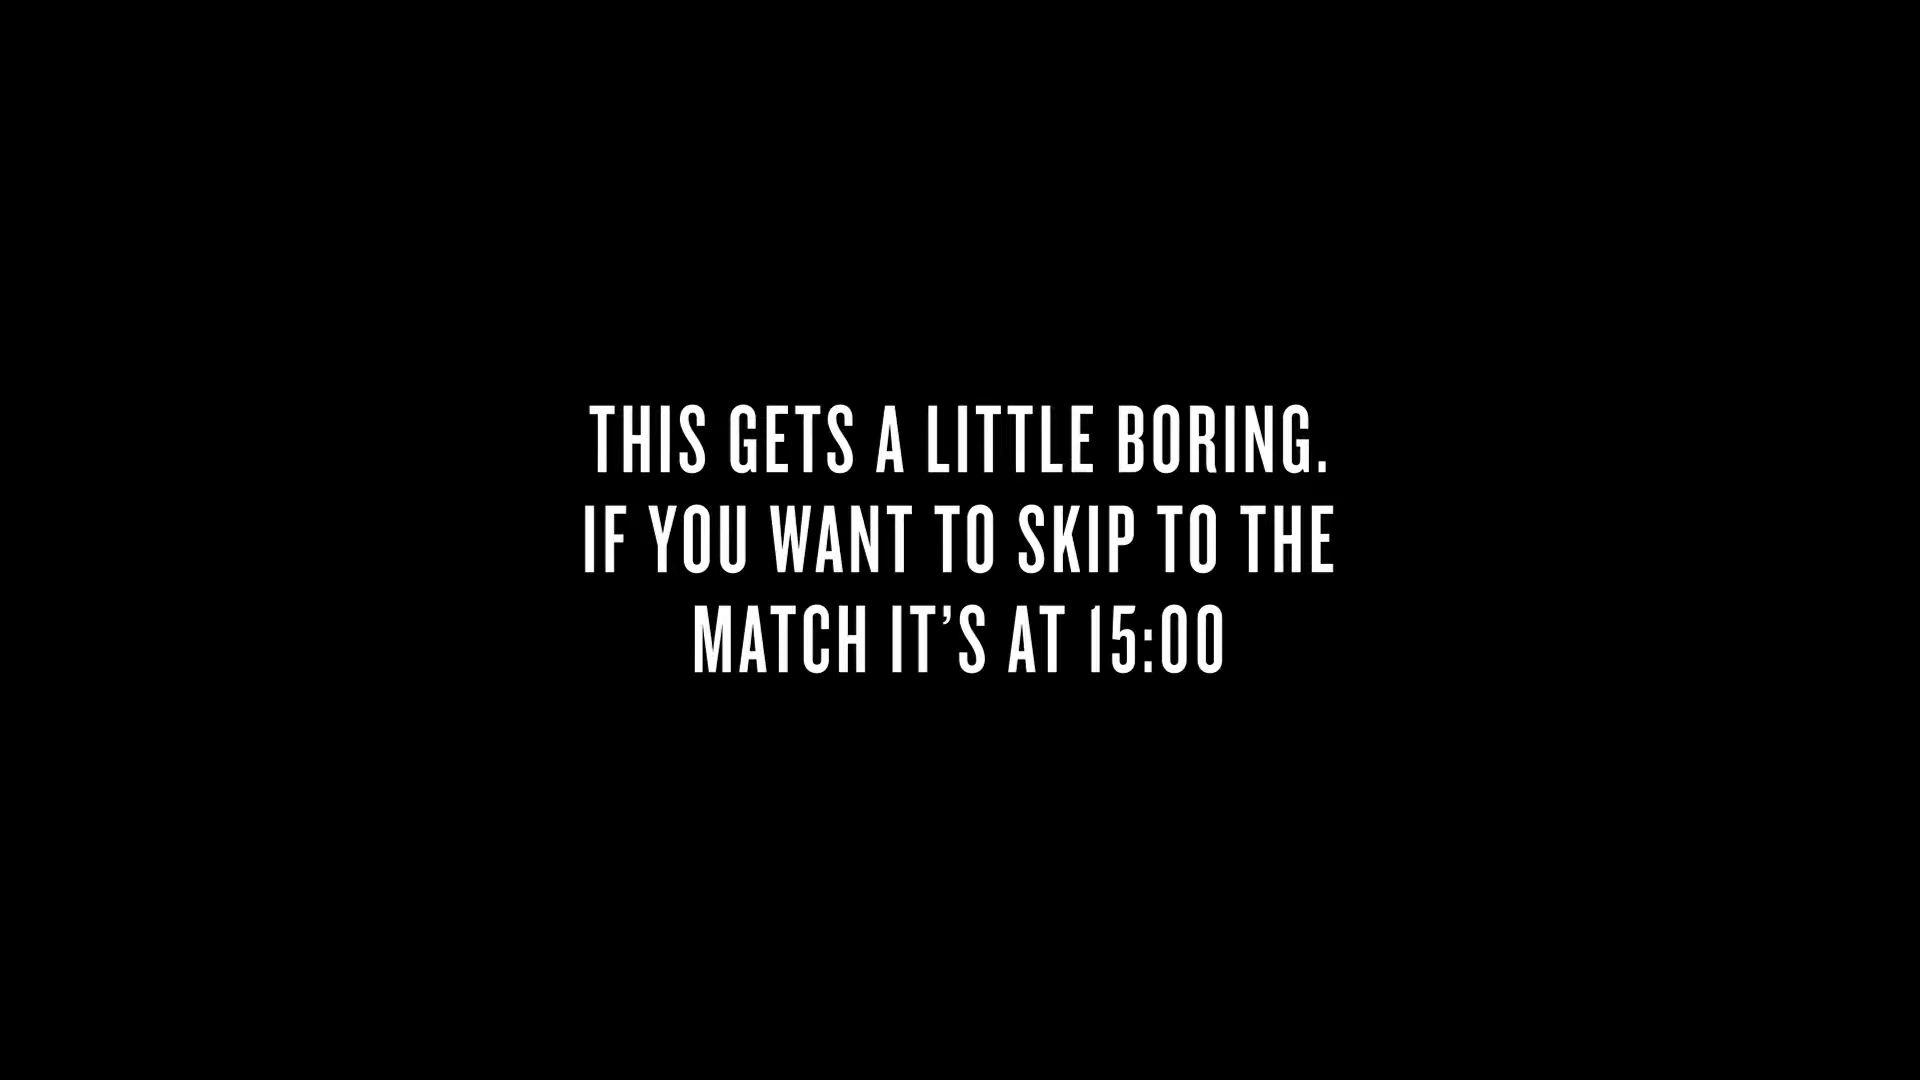 THIS GETS A LITTLE BORING.
IF YOU WANT TO SKIP TO THE
MATCH IT’S AT 15:00